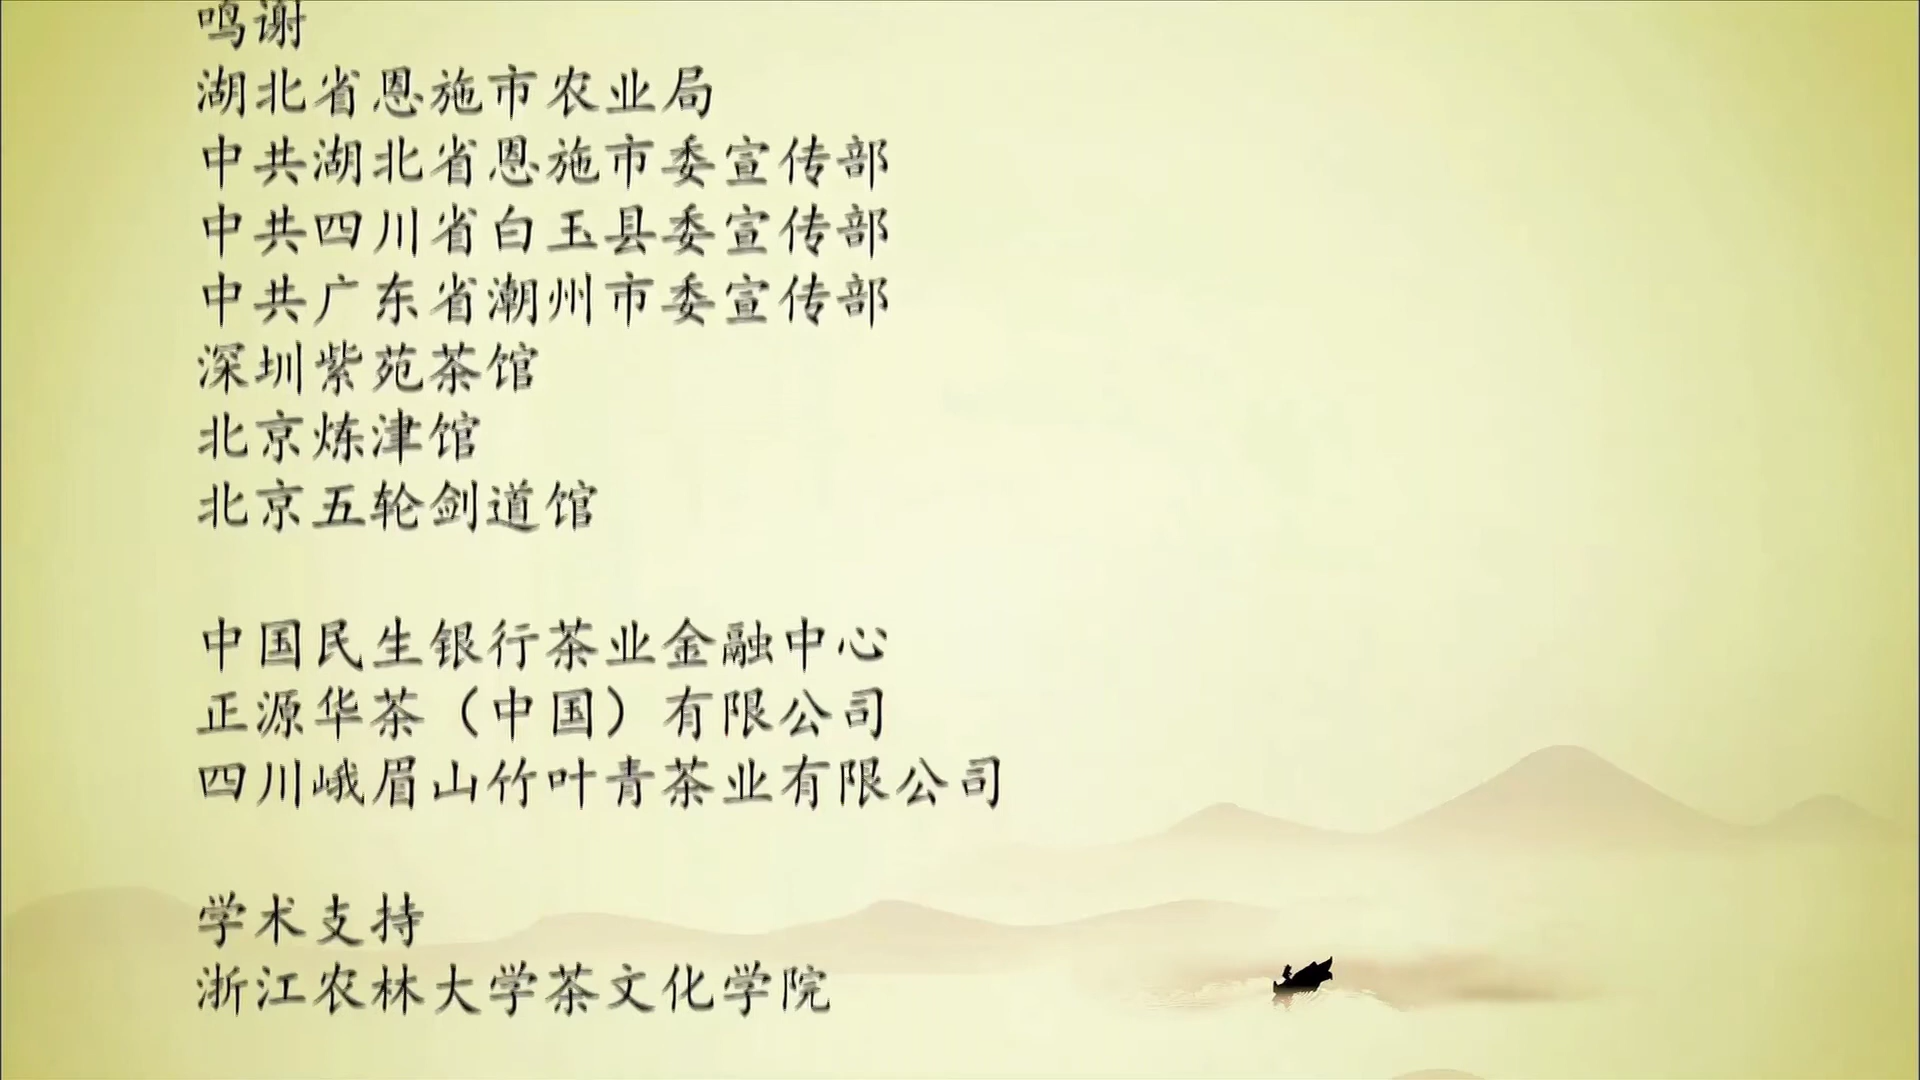 鸣谢
湖北省恩施市农业局
中共湖北省恩施市委宣传部
中共四川省白玉县委宣传部
中共广东省潮州市委宣传部
深圳紫苑茶馆
北京炼津馆
北京五轮剑道馆
中国民生银行茶业金融中心
正源华茶（中国）有限公司
四川峨眉山竹叶青茶业有限公司
学术支持
浙江农林大学茶文化学院